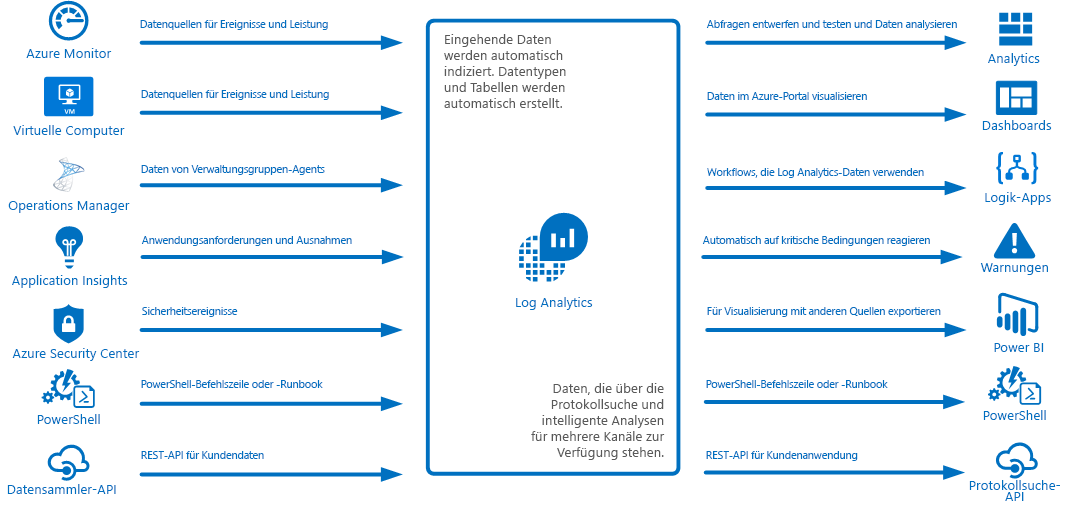 Datenquellen für Ereignisse und Leistung
Azure Monitor
Datenquellen für Ereignisse und Leistung
VM
Virtuelle Computer
Daten von Verwaltungsgruppen-Agents
Operations Manager
Anwendungsanforderungen und Ausnahmen
Application Insights
Sicherheitsereignisse
Azure Security Center
PowerShell-Befehlszeile oder -Runbook
PowerShell
REST-API für Kundendaten
Datensammler-API
Eingehende Daten
werden automatisch
indiziert. Datentypen
und Tabellen werden
automatisch erstellt.
Log Analytics
Daten, die über die
Protokollsuche und
intelligente Analysen
für mehrere Kanäle zur
Verfügung stehen.
Abfragen entwerfen und testen und Daten analysieren
Analytics
Daten im Azure-Portal visualisieren
Dashboards
Workflows, die Log Analytics-Daten verwenden
Logik-Apps
Automatisch auf kritische Bedingungen reagieren
Warnungen
Für Visualisierung mit anderen Quellen exportieren
Power BI
PowerShell-Befehlszeile oder -Runbook
PowerShell
REST-API für Kundenanwendung
Protokollsuche-
API